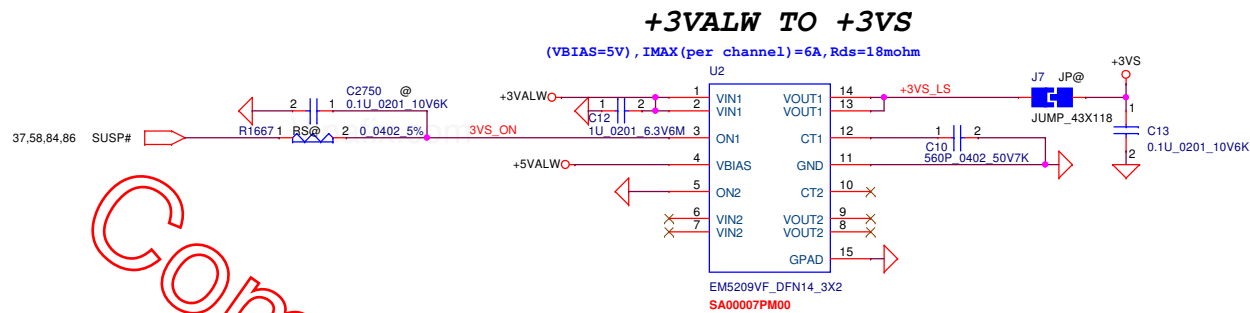 +3VALW TO +3VS
(VBIAS=5V),IMAX(per channel)=6A,Rds=18mohm
U2
+3VS
C2750 @
2 1 0.1U_0201_10V6K
+3VALW
1 2
C12
1U_0201_6.3V6M
1 VIN1 VOUT1 14
2 VIN1 VOUT1 13
+3VS_LS
J7 JP@
JUMP_43X118
1
C13
0.1U_0201_10V6K
2
37,58,84,86 SUSP#
R1667 1 RS@ 2 0_0402_5%
3VS_ON
3 ON1 CT1 12
1 2
C10
560P_0402_50V7K
+5VALW
4 VBIAS GND 11
5 ON2 CT2 10
6 VIN2 VOUT2 9
7 VIN2 VOUT2 8
GPAD 15
EM5209VF_DFN14_3X2
SA00007PM00
Com